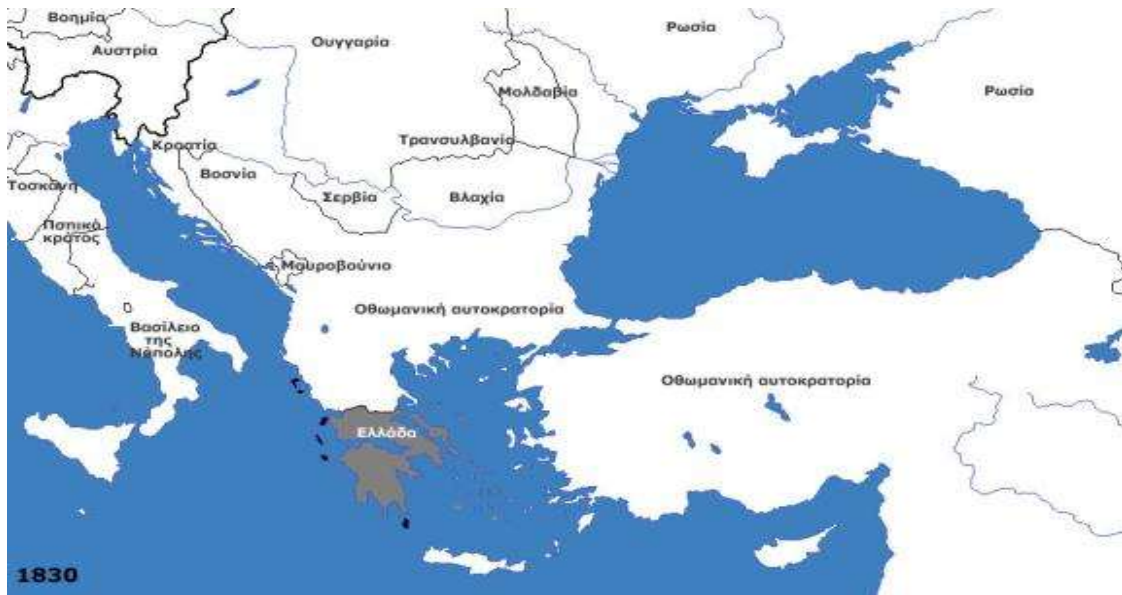 Βοημία
Ρωσία
Ουγγαρία
Αυστρία
Μολδαβία
Ρωσία
Τρανσυλβανία
Κροατία
Βοσνία
Τοσκάνη
Σερβία
Βλαχία
Παπικό
κράτος
Μαυροβούνιο
Οθωμανική αυτοκρατορία
Βασίλειο
της
Νάπολης
Οθωμανική αυτοκρατορία
Ελλάδα
1830